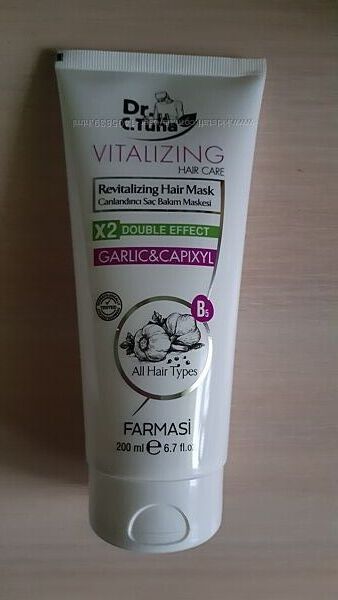 Dr.
C.Tuna
VITALIZING
HAIR CARE
Revitalizing Hair Mask
Canlandırıcı Saç Bakım Maskesi
X2 DOUBLE EFFECT
GARLIC&CAPIXYL
TESTED
B5
All Hair Types
FARMASİ
200 ml e 6.7 fl.oz